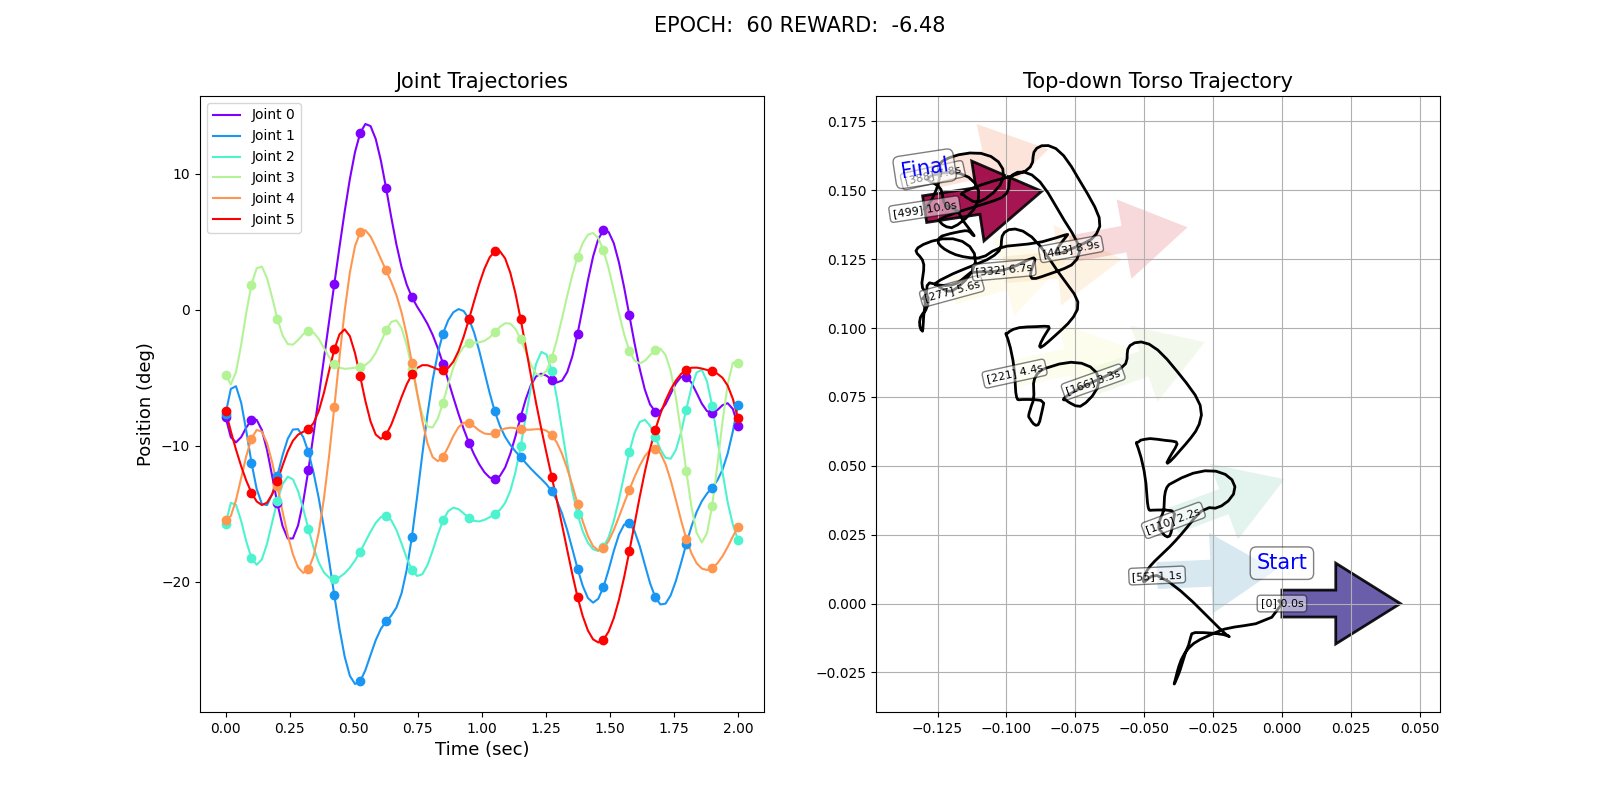 EPOCH:  60 REWARD:  -6.48
Joint Trajectories
Joint 0
Joint 1
Joint 2
Joint 3
Joint 4
Joint 5
10
0
−10
−20
Position (deg)
0.00 0.25 0.50 0.75 1.00 1.25 1.50 1.75 2.00
Time (sec)
Top-down Torso Trajectory
0.175
0.150
0.125
0.100
0.075
0.050
0.025
0.000
−0.025
Final
[499] 10.0s
[443] 8.9s
[332] 6.7s
[277] 5.6s
[221] 4.4s
[166] 3.3s
[110] 2.2s
[55] 1.1s
Start
[0] 0.0s
−0.125 −0.100 −0.075 −0.050 −0.025 0.000 0.025 0.050